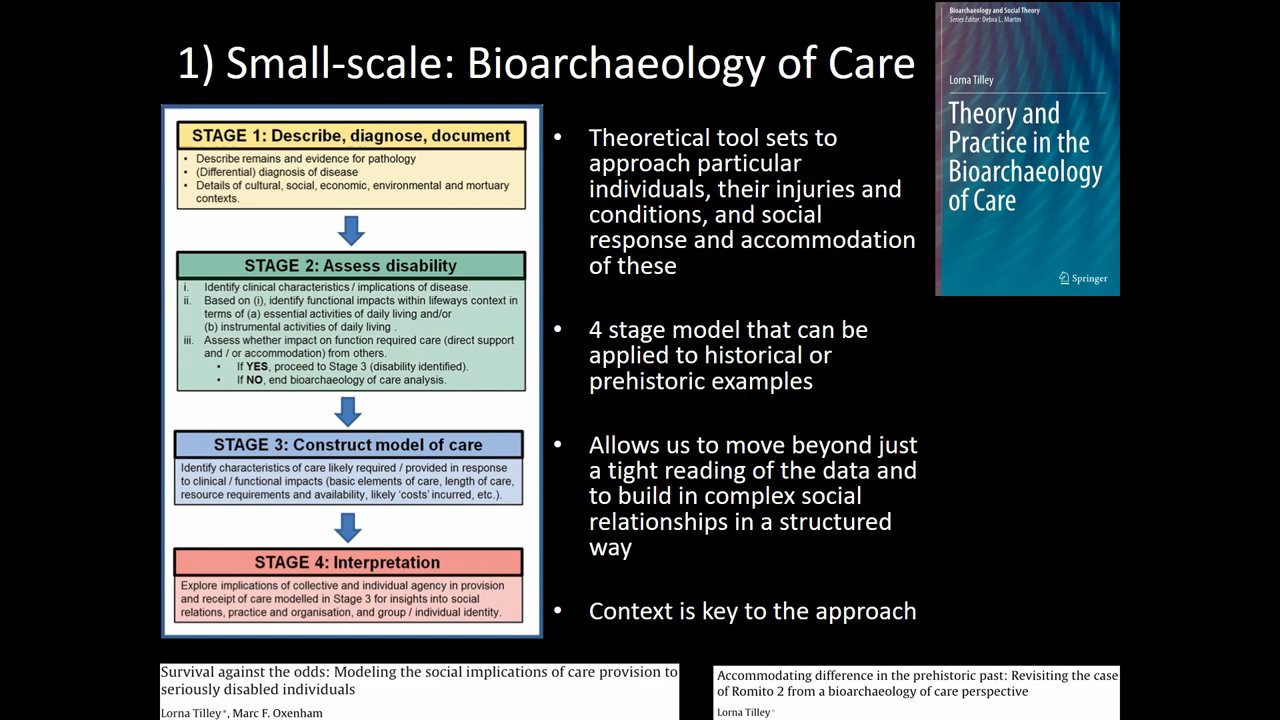 1) Small-scale: Bioarchaeology of Care
STAGE 1: Describe, diagnose, document
• Describe remains and evidence for pathology
• (Differential) diagnosis of disease
• Details of cultural, social, economic, environmental and mortuary
contexts.
STAGE 2: Assess disability
i. Identify clinical characteristics / implications of disease.
ii. Based on (i), identify functional impacts within lifeways context in
terms of (a) essential activities of daily living and/or
(b) instrumental activities of daily living .
iii. Assess whether impact on function required care (direct support
and / or accommodation) from others.
• If YES, proceed to Stage 3 (disability identified).
• If NO, end bioarchaeology of care analysis.
STAGE 3: Construct model of care
Identify characteristics of care likely required / provided in response
to clinical / functional impacts (basic elements of care, length of care,
resource requirements and availability, likely 'costs' incurred, etc.).
STAGE 4: Interpretation
Explore implications of collective and individual agency in provision
and receipt of care modelled in Stage 3 for insights into social
relations, practice and organisation, and group / individual identity.
• Theoretical tool sets to
approach particular
individuals, their injuries and
conditions, and social
response and accommodation
of these
• 4 stage model that can be
applied to historical or
prehistoric examples
• Allows us to move beyond just
a tight reading of the data and
to build in complex social
relationships in a structured
way
• Context is key to the approach
Bioarchaeology and Social Theory
Series Editor: Debra L. Martin
Lorna Tilley
Theory and
Practice in the
Bioarchaeology
of Care
Springer
Survival against the odds: Modeling the social implications of care provision to
seriously disabled individuals
Lorna Tilley*, Marc F. Oxenham
Accommodating difference in the prehistoric past: Revisiting the case
of Romito 2 from a bioarchaeology of care perspective
Lorna Tilley*